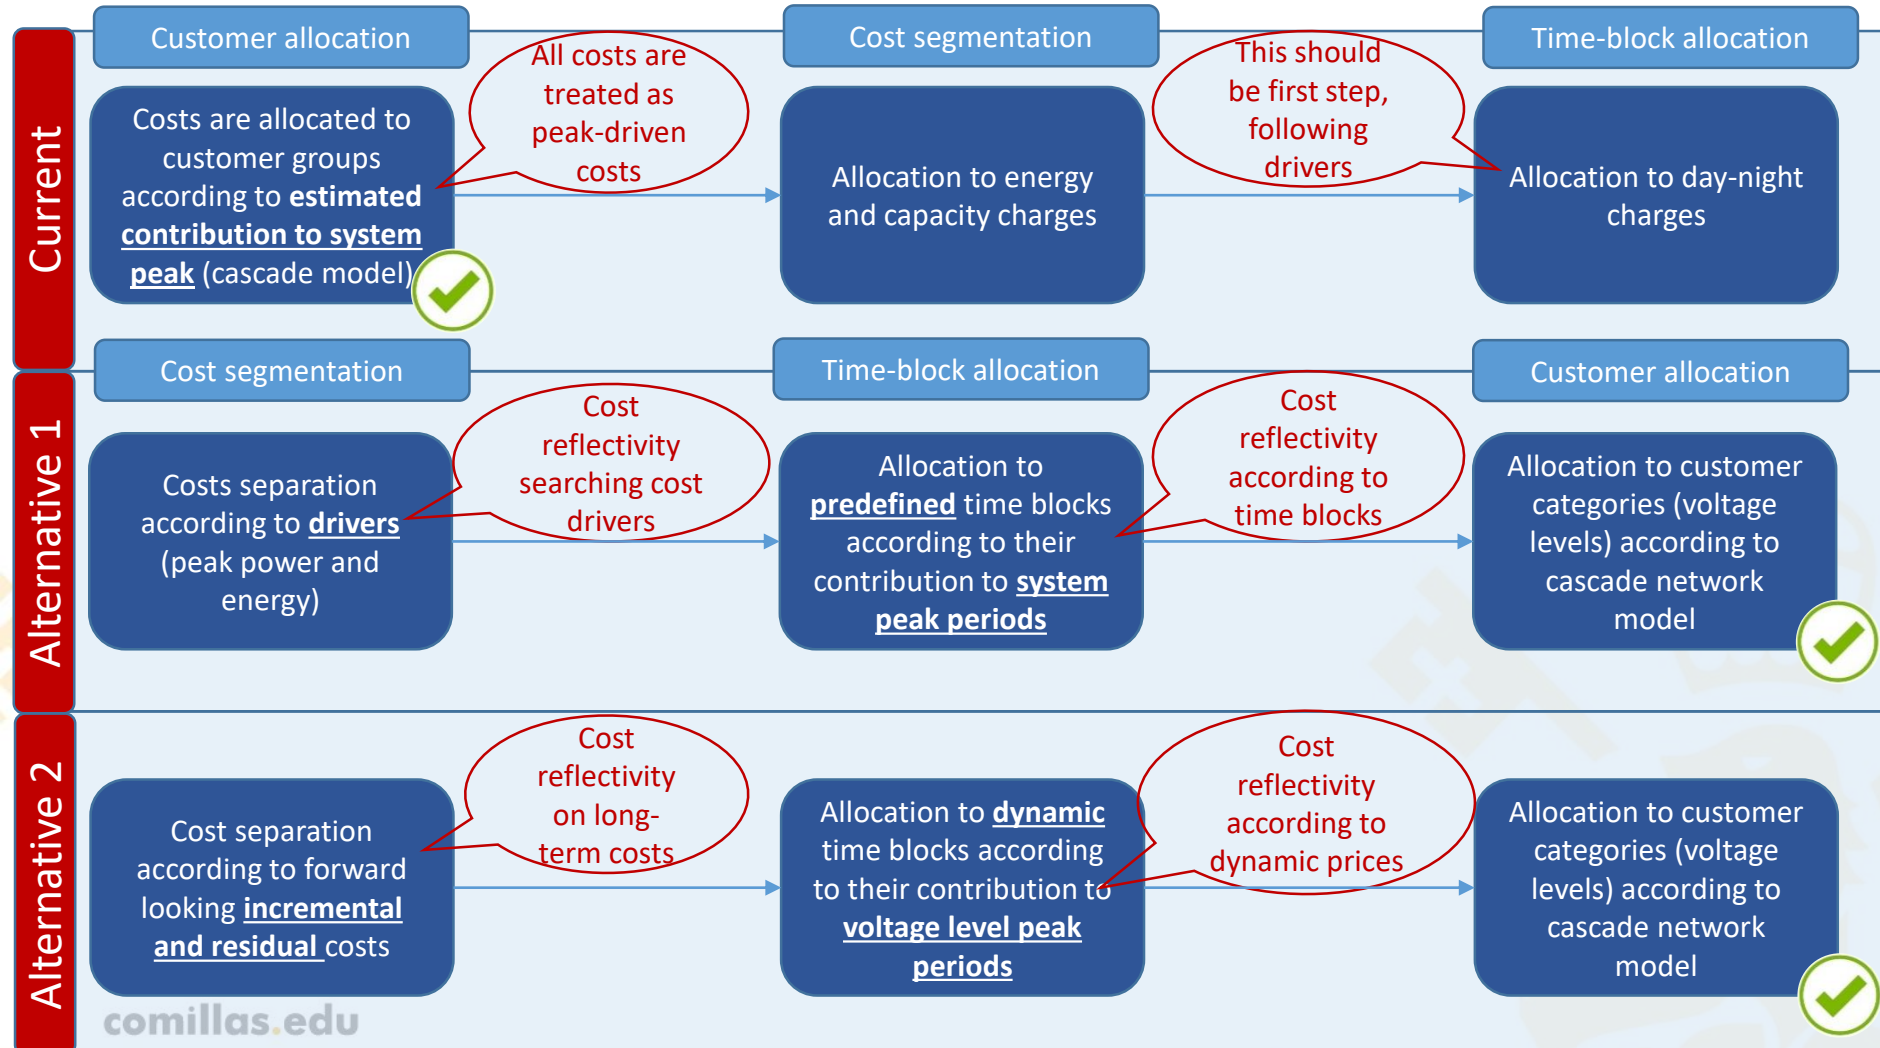 Current
Customer allocation
Cost segmentation
Time-block allocation
Costs are allocated to
customer groups
according to estimated
contribution to system
peak (cascade model)
All costs are
treated as
peak-driven
costs
Allocation to energy
and capacity charges
This should
be first step,
following
drivers
Allocation to day-night
charges
Alternative 1
Cost segmentation
Time-block allocation
Customer allocation
Costs separation
according to drivers
(peak power and
energy)
Cost
reflectivity
searching cost
drivers
Allocation to
predefined time blocks
according to their
contribution to system
peak periods
Cost
reflectivity
according to
time blocks
Allocation to customer
categories (voltage
levels) according to
cascade network
model
Alternative 2
Cost separation
according to forward
looking incremental
and residual costs
Cost
reflectivity
on long-
term costs
Allocation to dynamic
time blocks according
to their contribution to
voltage level peak
periods
Cost
reflectivity
according to
dynamic prices
Allocation to customer
categories (voltage
levels) according to
cascade network
model
comillas.edu